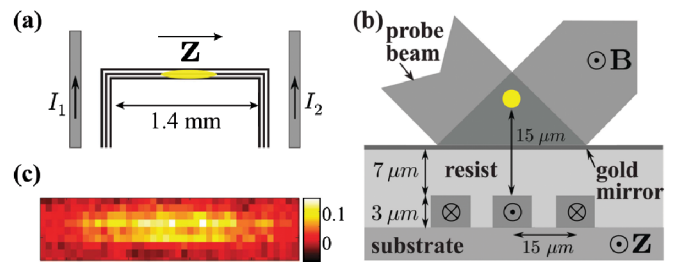 (a)
Z
I₁
I₂
1.4 mm
(c)
0.1
0
(b)
probe
beam
⊙B
15 μm
7 μm
resist
gold
mirror
3 μm
⊗
⊙
⊗
substrate
15 μm
⊙Z